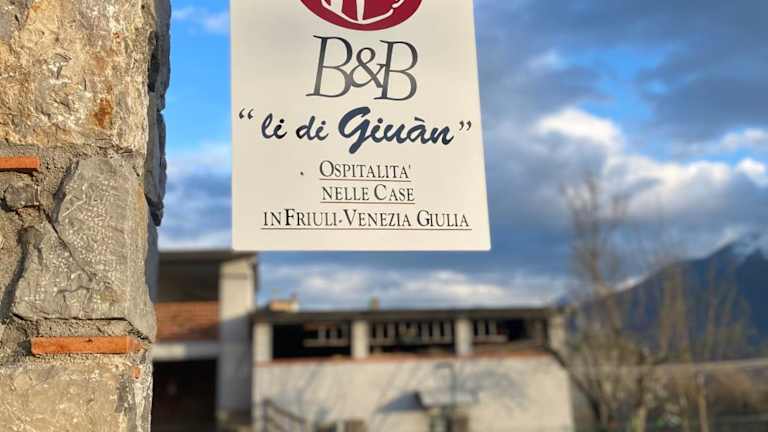 B&B
"li di Giuàn"
OSPITALITA'
NELLE CASE
IN FRIULI-VENEZIA GIULIA